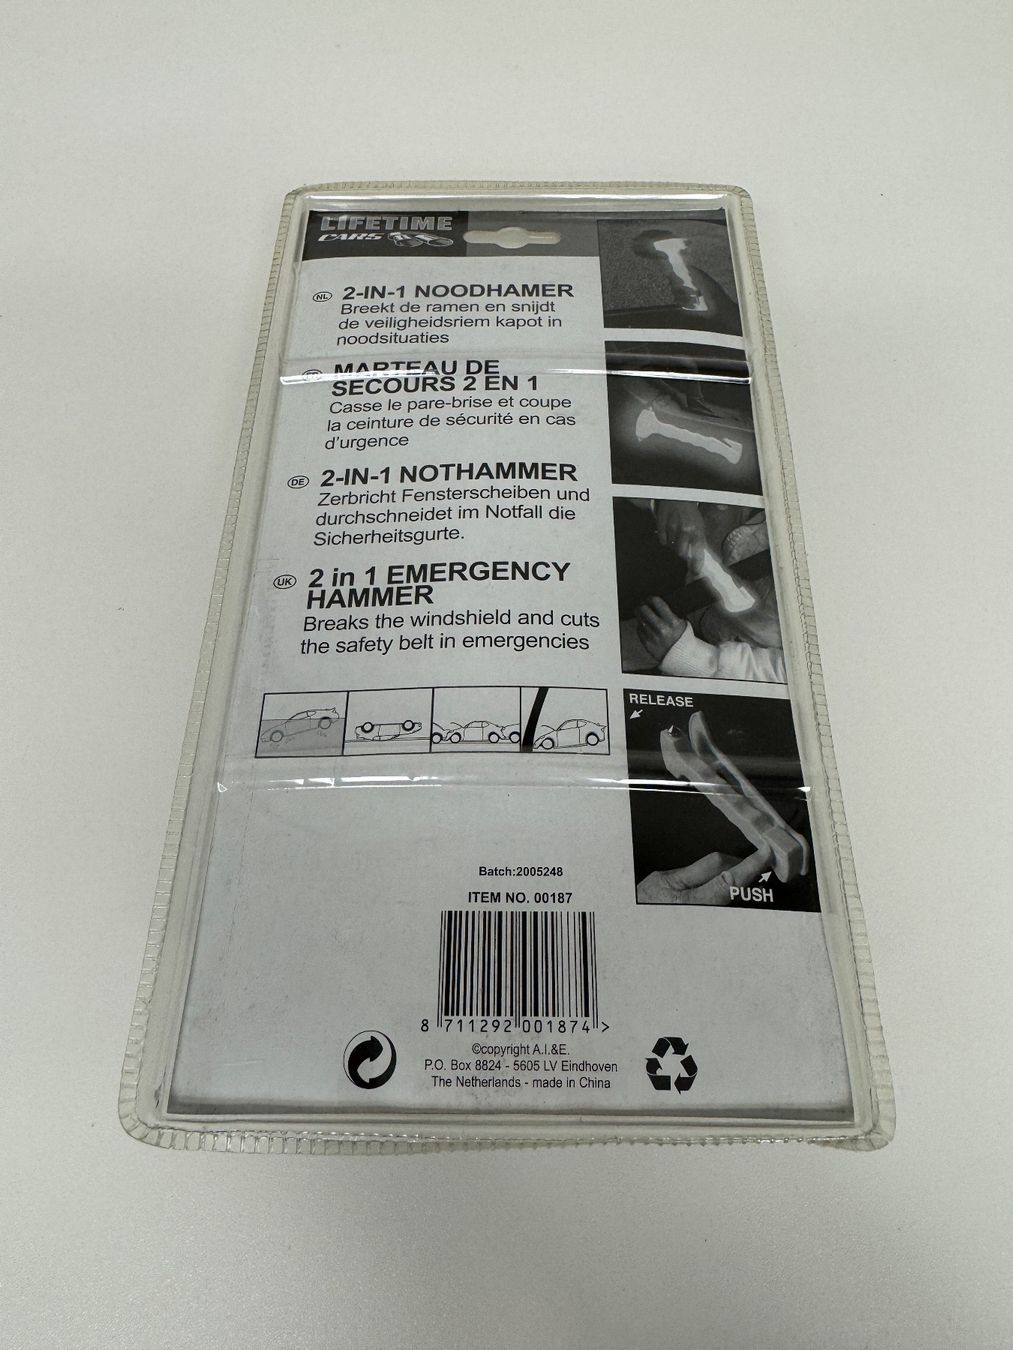 LIFETIME
CARS
NL
2-IN-1 NOODHAMER
Breekt de ramen en snijdt
de veiligheidsriem kapot in
noodsituaties
MARTEAU DE
SECOURS 2 EN 1
Casse le pare-brise et coupe
la ceinture de sécurité en cas
d'urgence
DE
2-IN-1 NOTHAMMER
Zerbricht Fensterscheiben und
durchschneidet im Notfall die
Sicherheitsgurte.
UK
2 in 1 EMERGENCY
HAMMER
Breaks the windshield and cuts
the safety belt in emergencies
RELEASE
PUSH
Batch:2005248
ITEM NO. 00187
8 711292 001874 >
©copyright A.I.&E.
P.O. Box 8824 - 5605 LV Eindhoven
The Netherlands - made in China